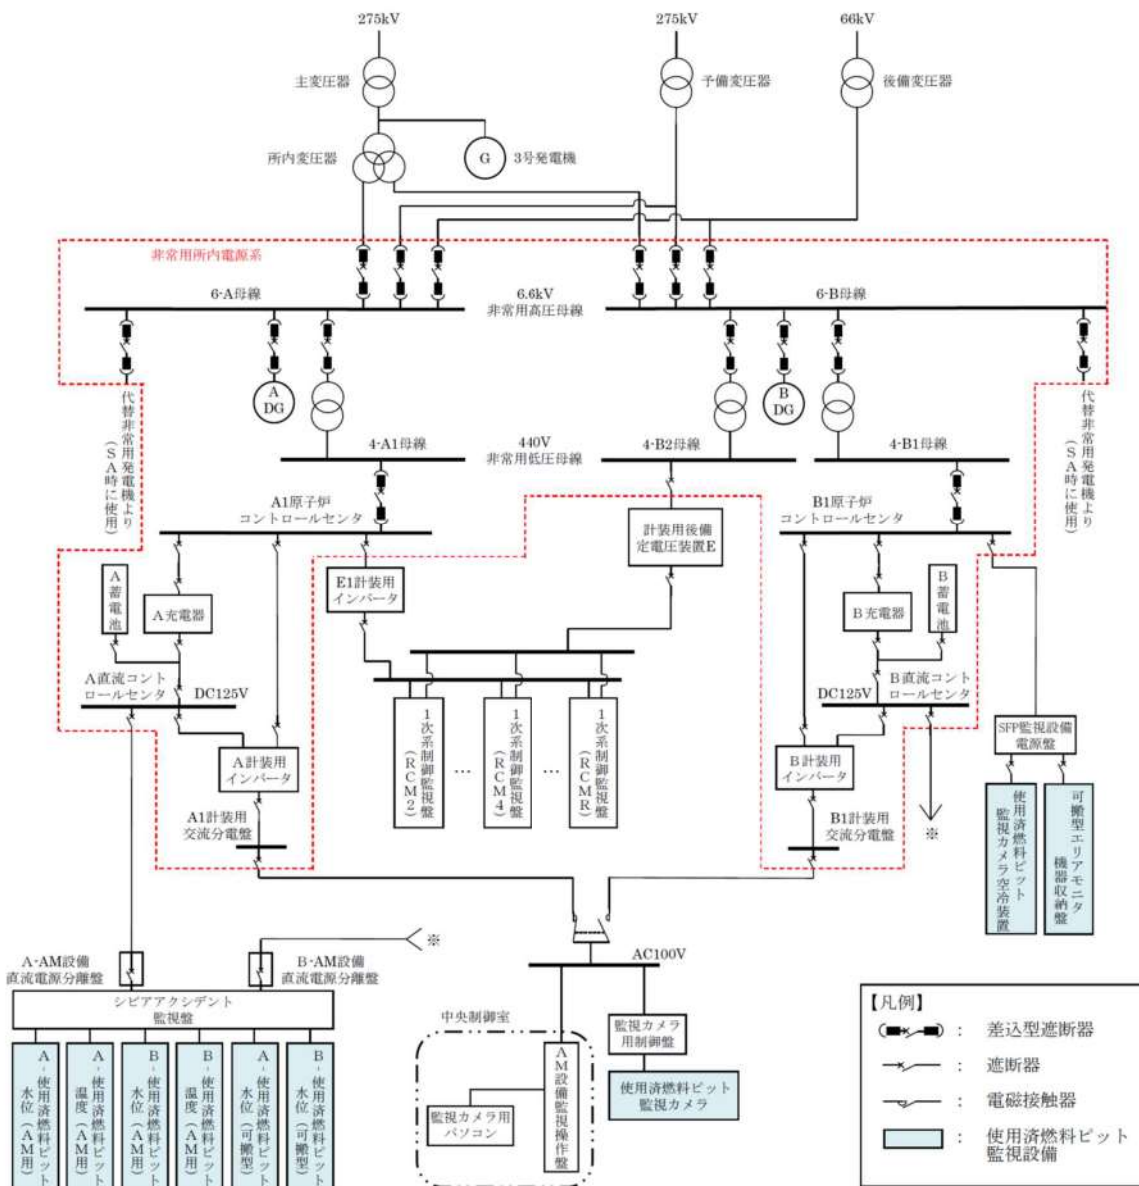 275kV
275kV
66kV
主変圧器
予備変圧器
後備変圧器
所内変圧器
G
3号発電機
非常用所内電源系
6-A母線
6.6kV
非常用高圧母線
6-B母線
A
DG
B
DG
代替非常用発電機より
(SA時に使用)
代替非常用発電機より
(SA時に使用)
4-A1母線
440V
非常用低圧母線
4-B2母線
4-B1母線
A1原子炉
コントロールセンタ
計装用後備
定電圧装置E
B1原子炉
コントロールセンタ
A蓄電池
A充電器
E1計装用
インバータ
B充電器
B蓄電池
A直流コント
ロールセンタ
DC125V
DC125V
B直流コント
ロールセンタ
A計装用
インバータ
1次系制御監視盤
(RCM2)
…
1次系制御監視盤
(RCM4)
…
1次系制御監視盤
(RCMR)
B計装用
インバータ
SFP監視設備
電源盤
A1計装用
交流分電盤
B1計装用
交流分電盤
※
使用済燃料ピット
監視カメラ空冷装置
可搬型エリアモニタ
機器収納盤
※
A-AM設備
直流電源分離盤
B-AM設備
直流電源分離盤
AC100V
シビアアクシデント
監視盤
中央制御室
監視カメラ
用制御盤
A-使用済燃料ピット
水位(AM用)
A-使用済燃料ピット
温度(AM用)
B-使用済燃料ピット
水位(AM用)
B-使用済燃料ピット
温度(AM用)
A-使用済燃料ピット
水位(可搬型)
B-使用済燃料ピット
水位(可搬型)
監視カメラ用
パソコン
AM設備監視操作盤
使用済燃料ピット
監視カメラ
【凡例】
: 差込型遮断器
: 遮断器
: 電磁接触器
: 使用済燃料ピット
監視設備